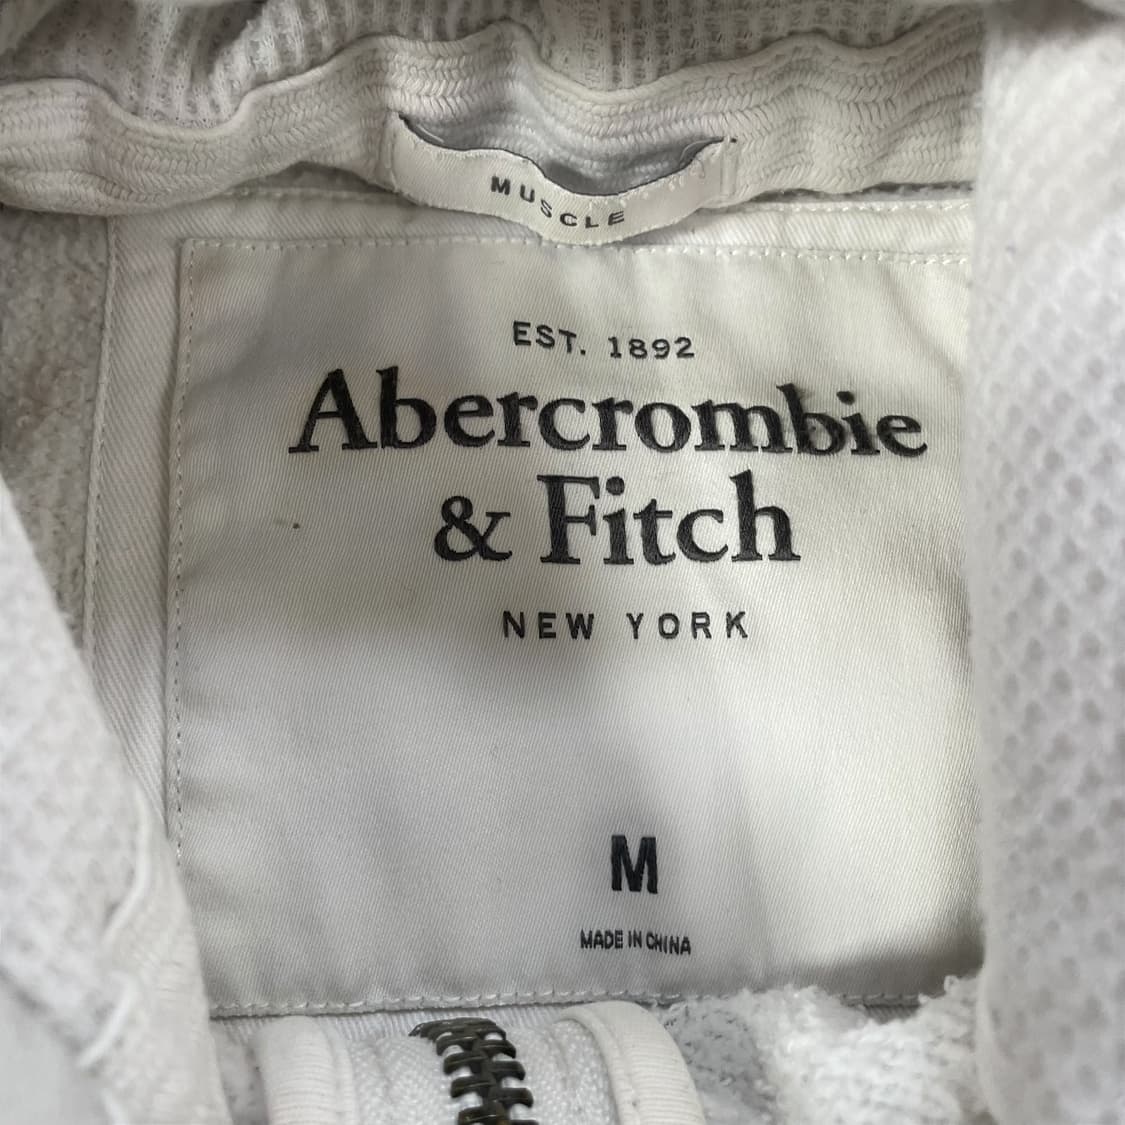 MUSCLE
EST. 1892
Abercrombie
& Fitch
NEW YORK
M
MADE IN CHINA